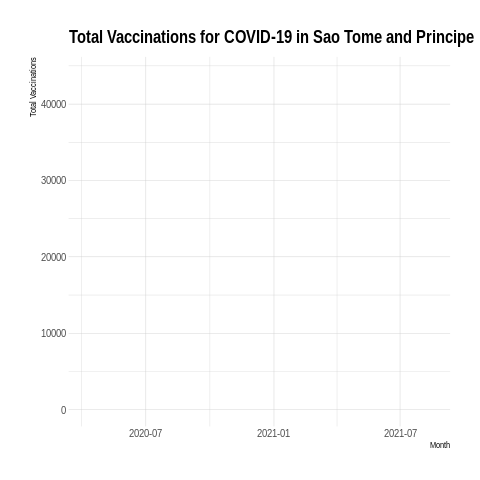 Total Vaccinations for COVID-19 in Sao Tome and Principe
Total Vaccinations
40000
30000
20000
10000
0
2020-07 2021-01 2021-07
Month